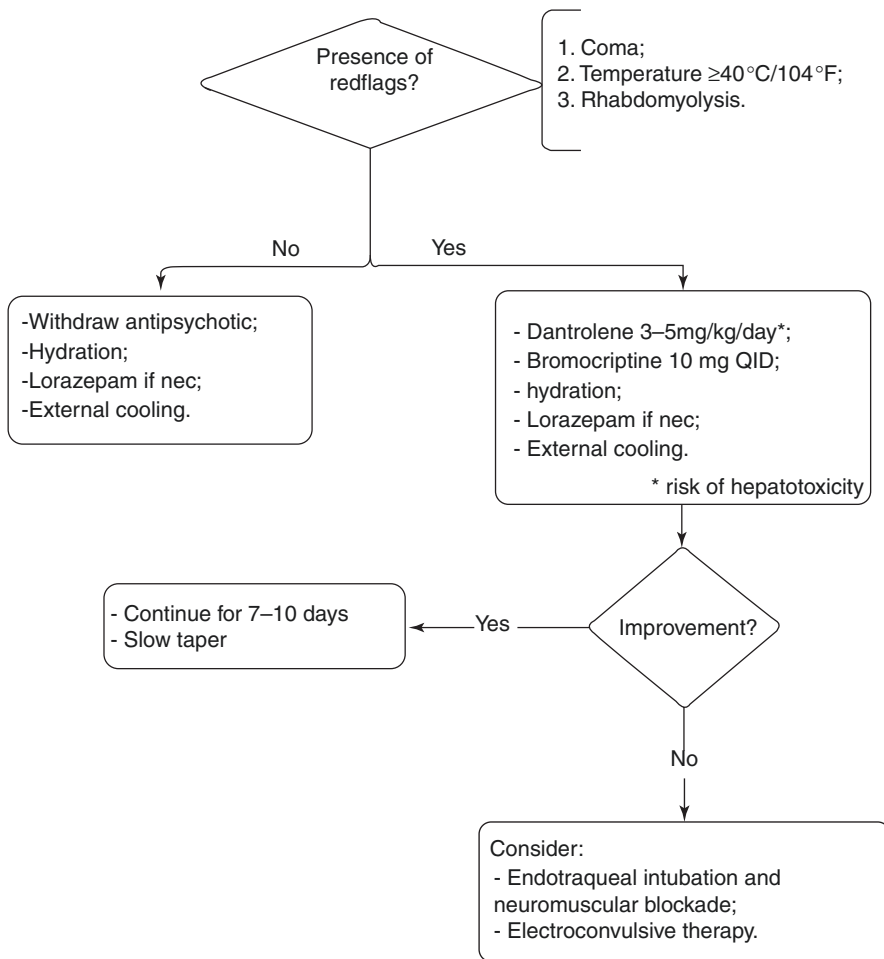 Presence of
redflags?
1. Coma;
2. Temperature ≥40°C/104°F;
3. Rhabdomyolysis.
No
Yes
-Withdraw antipsychotic;
-Hydration;
-Lorazepam if nec;
-External cooling.
- Dantrolene 3–5mg/kg/day*;
- Bromocriptine 10 mg QID;
- hydration;
- Lorazepam if nec;
- External cooling.
* risk of hepatotoxicity
- Continue for 7–10 days
- Slow taper
Yes
Improvement?
No
Consider:
- Endotraqueal intubation and
neuromuscular blockade;
- Electroconvulsive therapy.